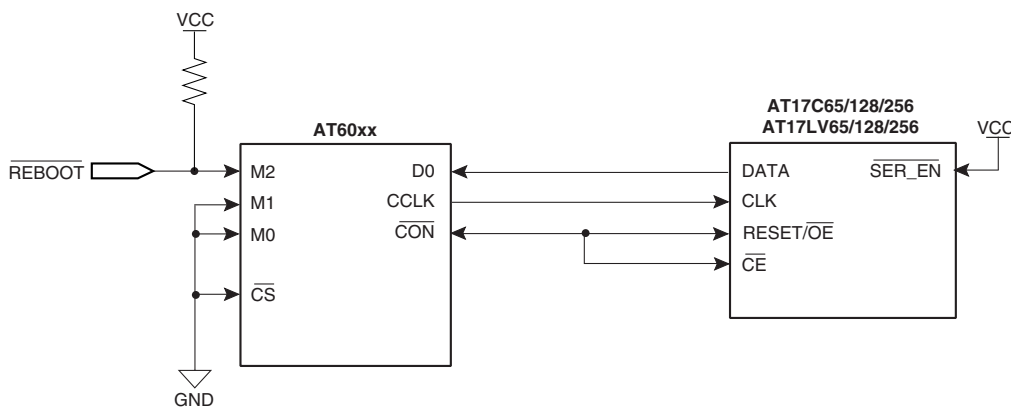 VCC
AT60xx
AT17C65/128/256
AT17LV65/128/256
VCC
REBOOT
M2
D0
DATA
SER_EN
M1
CCLK
CLK
M0
CON
RESET/OE
CE
CS
GND